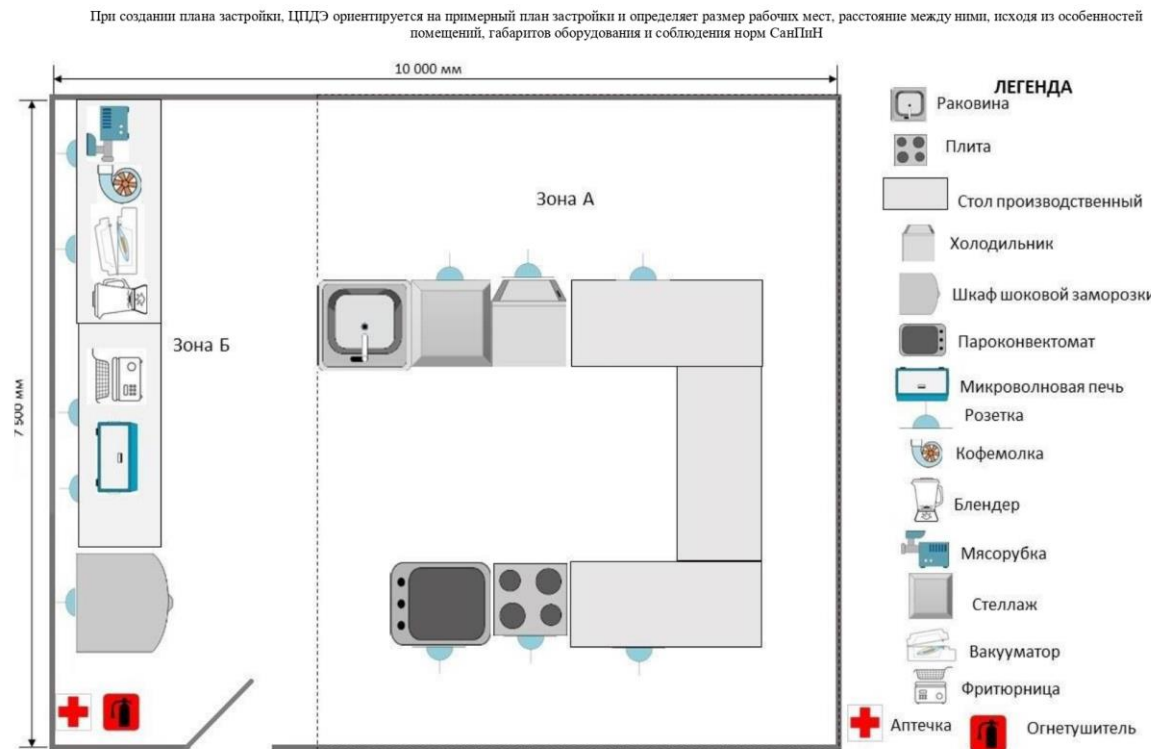 При создании плана застройки, ЦПДЭ ориентируется на примерный план застройки и определяет размер рабочих мест, расстояние между ними, исходя из особенностей
помещений, габаритов оборудования и соблюдения норм СанПиН
10 000 мм
ЛЕГЕНДА
Раковина
Плита
Зона А
Стол производственный
Холодильник
Шкаф шоковой заморозки
Зона Б
Пароконвектомат
Микроволновая печь
7 500 мм
Розетка
Кофемолка
Блендер
Мясорубка
Стеллаж
Вакууматор
Фритюрница
Аптечка
Огнетушитель